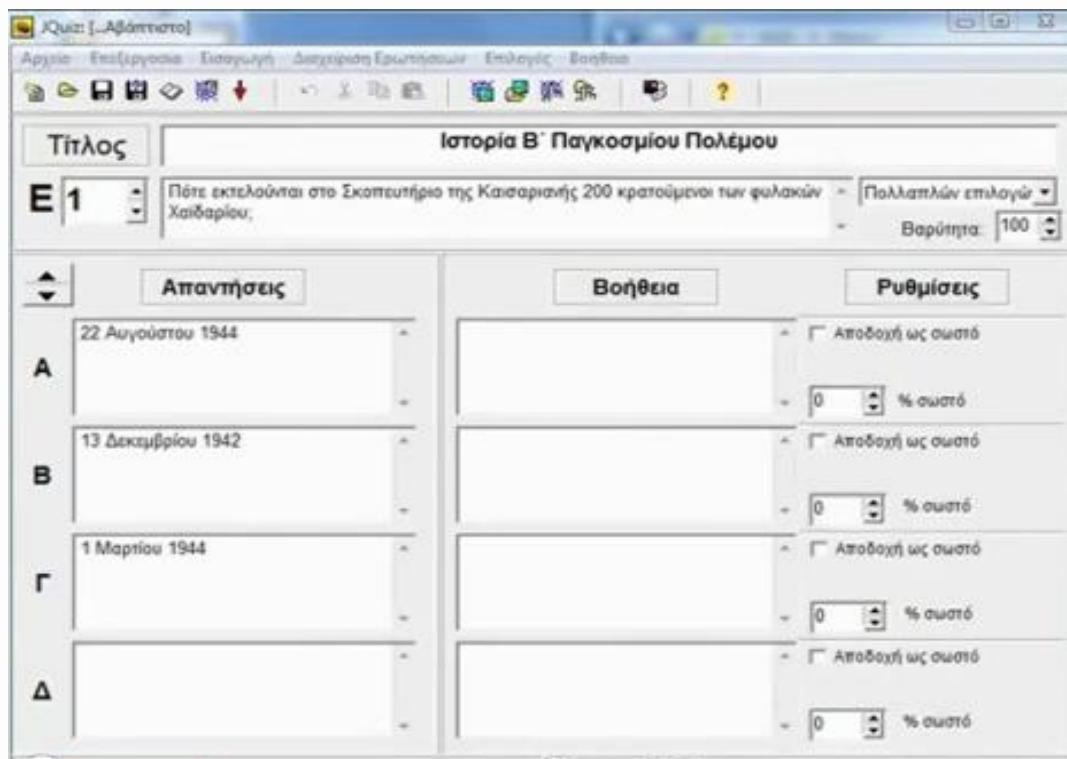 JQuiz: [...Αβάπτιστο]
Αρχείο Επεξεργασία Εισαγωγή Διαχείριση Ερωτήσεων Επιλογές Βοήθεια
Τίτλος Ιστορία Β΄ Παγκοσμίου Πολέμου
Ε 1 Πότε εκτελούνται στο Σκοπευτήριο της Καισαριανής 200 κρατούμενοι των φυλακών Πολλαπλών επιλογώ
Χαϊδαρίου; Βαρύτητα: 100
Απαντήσεις Βοήθεια Ρυθμίσεις
Α 22 Αυγούστου 1944 Αποδοχή ως σωστό
0 % σωστό
Β 13 Δεκεμβρίου 1942 Αποδοχή ως σωστό
0 % σωστό
Γ 1 Μαρτίου 1944 Αποδοχή ως σωστό
0 % σωστό
Δ Αποδοχή ως σωστό
0 % σωστό